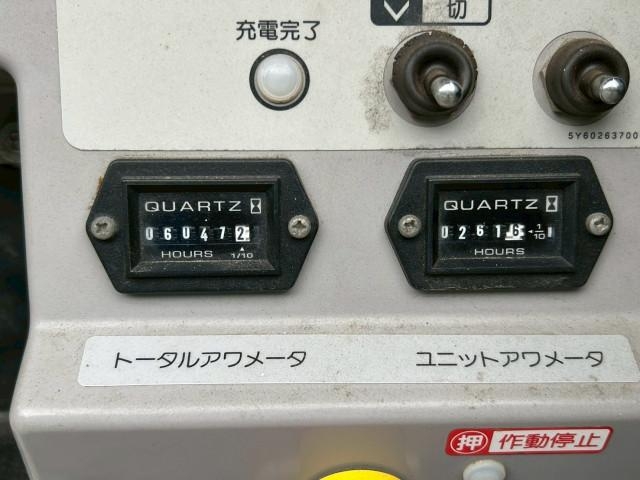 切
充電完了
5Y60263700
QUARTZ
060472
HOURS 1/10
QUARTZ
02616 1/10
HOURS
トータルアワメータ
ユニットアワメータ
押 作動停止